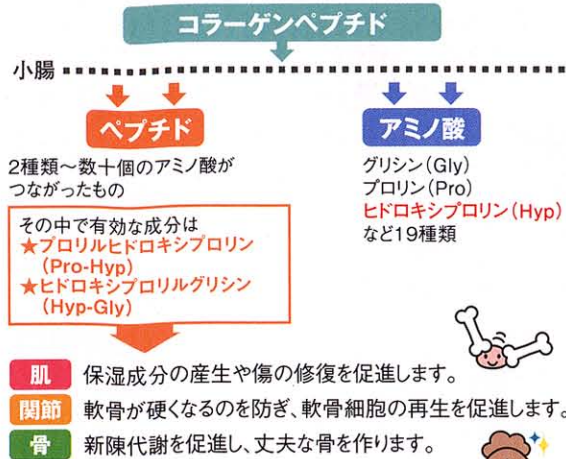 コラーゲンペプチド
小腸
ペプチド
2種類～数十個のアミノ酸が
つながったもの
その中で有効な成分は
★プロリルヒドロキシプロリン
(Pro-Hyp)
★ヒドロキシプロリルグリシン
(Hyp-Gly)
アミノ酸
グリシン(Gly)
プロリン(Pro)
ヒドロキシプロリン(Hyp)
など19種類
肌 保湿成分の産生や傷の修復を促進します。
関節 軟骨が硬くなるのを防ぎ、軟骨細胞の再生を促進します。
骨 新陳代謝を促進し、丈夫な骨を作ります。